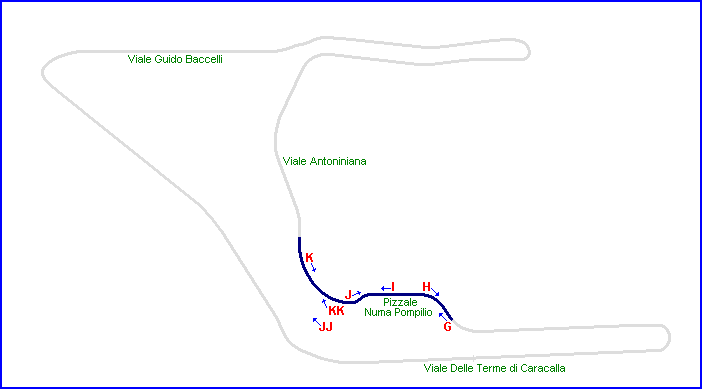 Viale Guido Baccelli
Viale Antoniniana
K
J
I
H
Pizzale
Numa Pompilio
KK
JJ
G
Viale Delle Terme di Caracalla